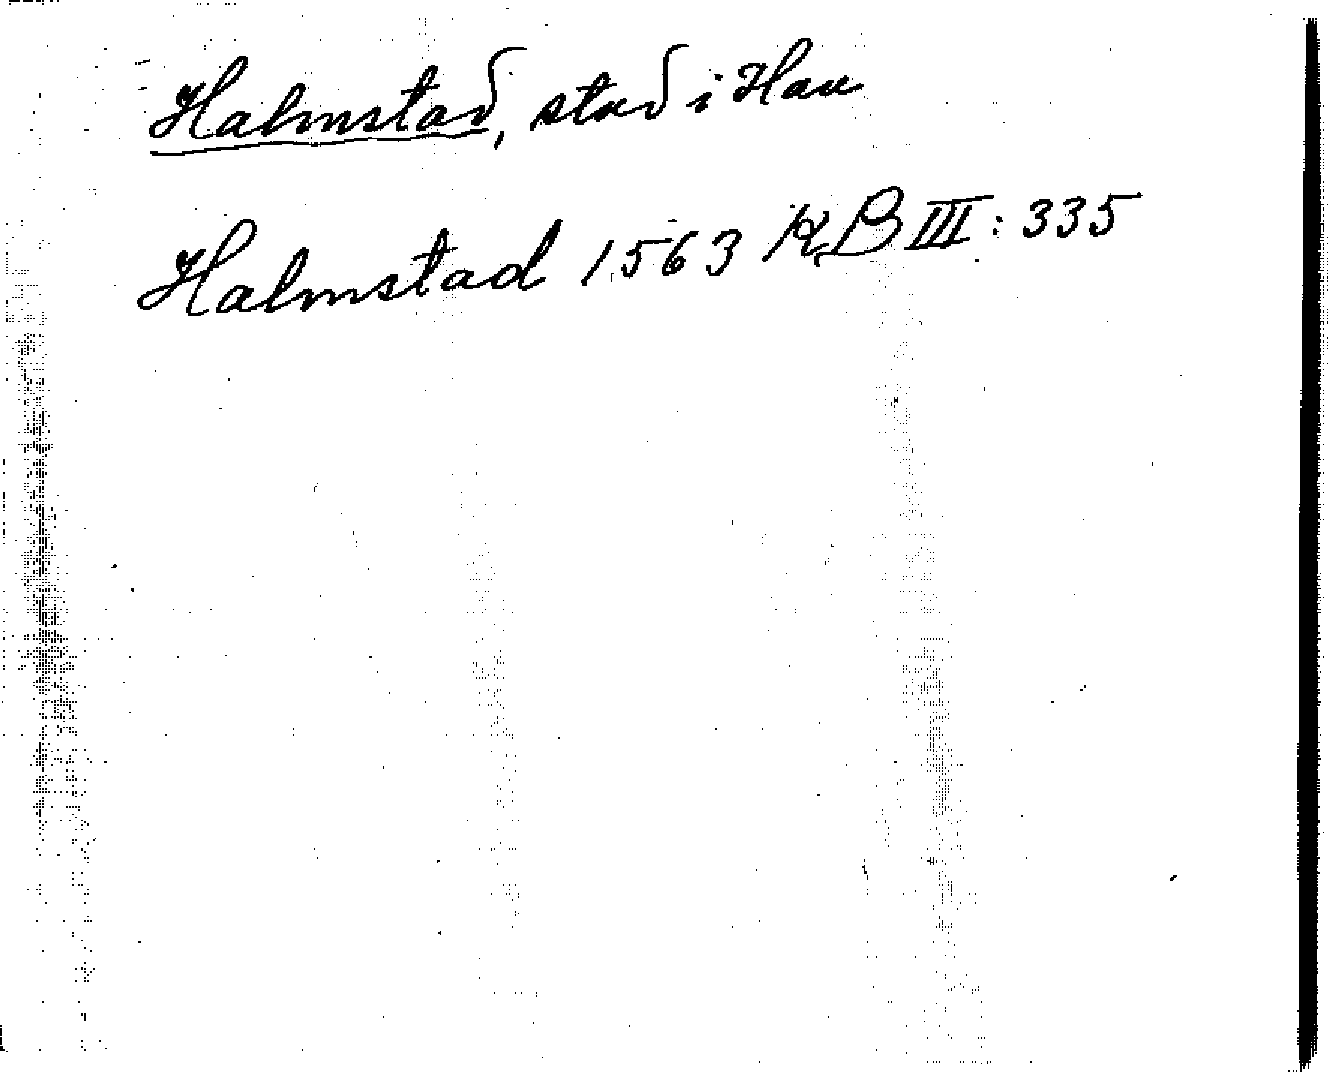 Halmstad, stad i Hall
Halmstad 1563 KB III: 335